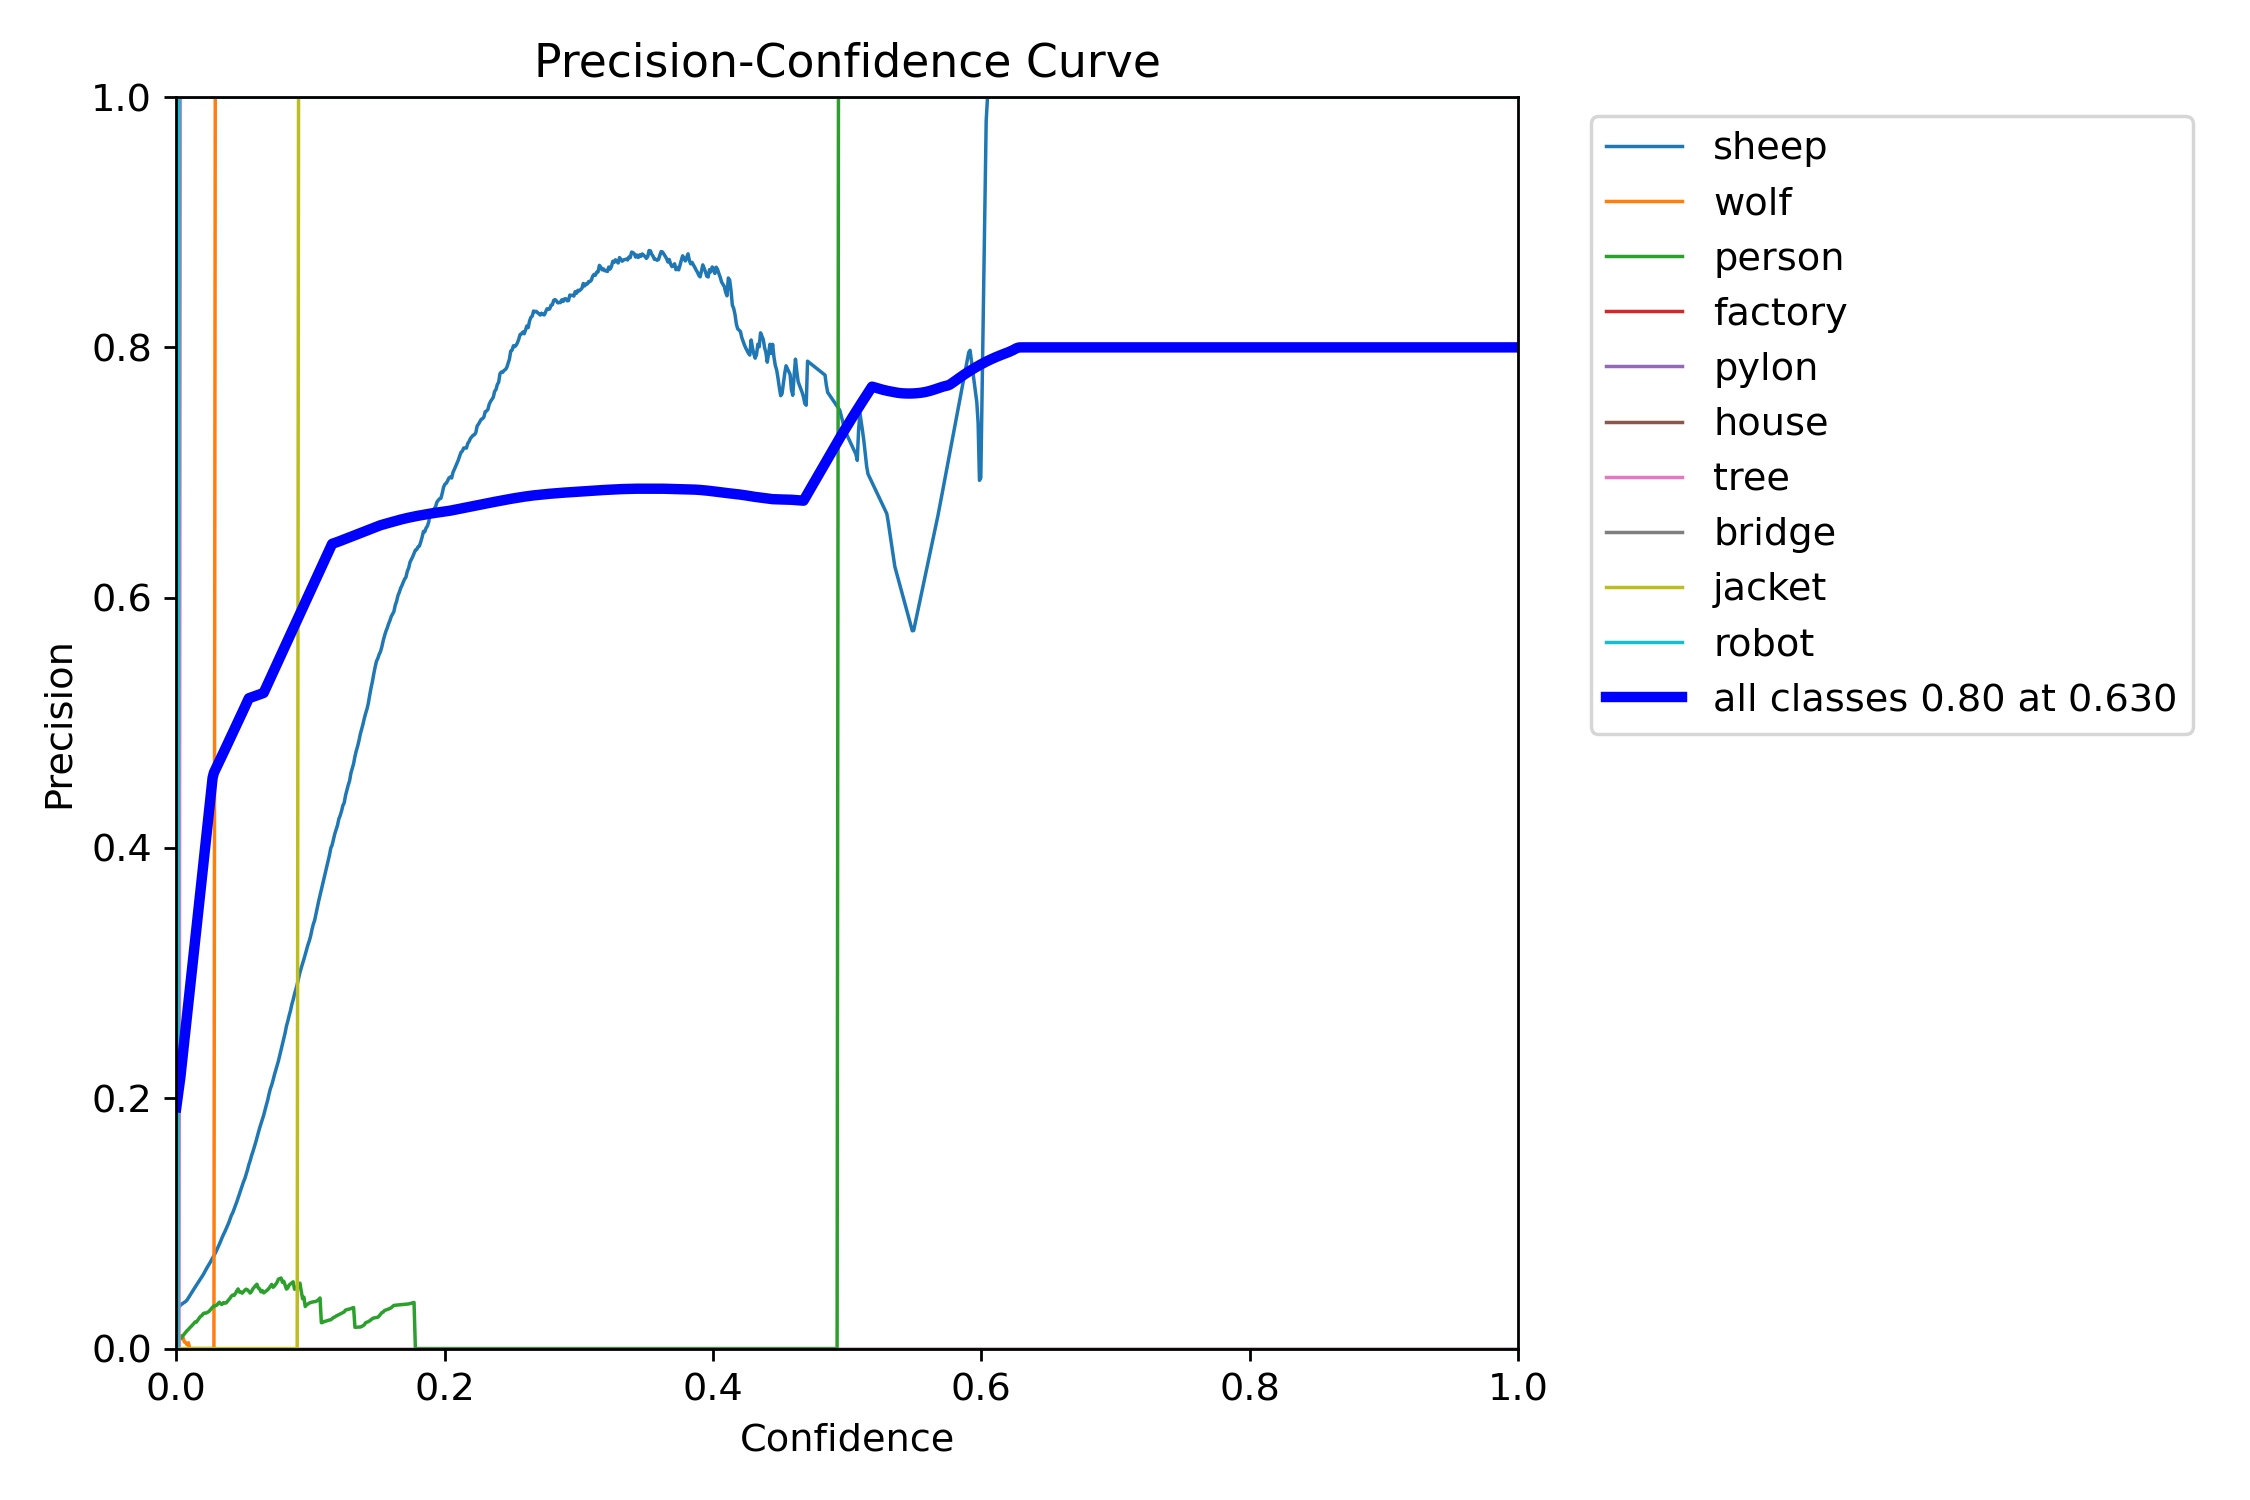 Precision-Confidence Curve
1.0
0.8
0.6
0.4
0.2
0.0
Precision
0.0 0.2 0.4 0.6 0.8 1.0
Confidence
sheep
wolf
person
factory
pylon
house
tree
bridge
jacket
robot
all classes 0.80 at 0.630